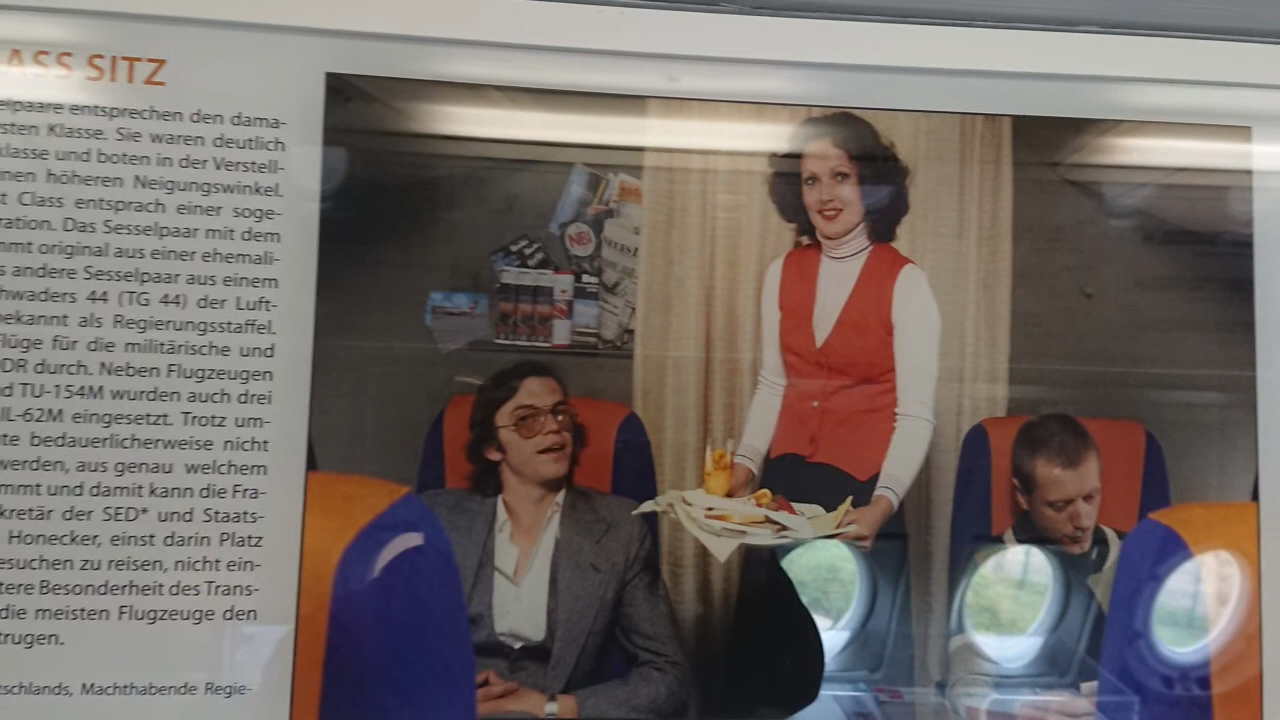 ASS SITZ
elpaare entsprechen den dama-
sten Klasse. Sie waren deutlich
klasse und boten in der Verstell-
nen höheren Neigungswinkel.
t Class entsprach einer soge-
ration. Das Sesselpaar mit dem
mmt original aus einer ehemali-
s andere Sesselpaar aus einem
hwaders 44 (TG 44) der Luft-
bekannt als Regierungsstaffel.
lüge für die militärische und
DR durch. Neben Flugzeugen
nd TU-154M wurden auch drei
IL-62M eingesetzt. Trotz um-
te bedauerlicherweise nicht
werden, aus genau welchem
mmt und damit kann die Fra-
kretär der SED* und Staats-
Honecker, einst darin Platz
esuchen zu reisen, nicht ein-
tere Besonderheit des Trans-
die meisten Flugzeuge den
trugen.
tschlands, Machthabende Regie-
NBI
NEUES